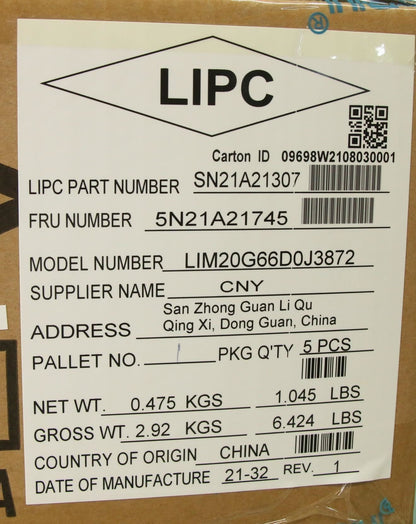 LIPC
Carton ID 09698W2108030001
LIPC PART NUMBER SN21A21307
FRU NUMBER 5N21A21745
MODEL NUMBER LIM20G66D0J3872
SUPPLIER NAME CNY
San Zhong Guan Li Qu
ADDRESS Qing Xi, Dong Guan, China
PALLET NO. 1 PKG Q'TY 5 PCS
NET WT. 0.475 KGS 1.045 LBS
GROSS WT. 2.92 KGS 6.424 LBS
COUNTRY OF ORIGIN CHINA
DATE OF MANUFACTURE 21-32 REV. 1